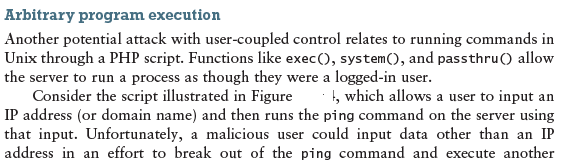 Arbitrary program execution
Another potential attack with user-coupled control relates to running commands in
Unix through a PHP script. Functions like exec(), system(), and passthru() allow
the server to run a process as though they were a logged-in user.
Consider the script illustrated in Figure , which allows a user to input an
IP address (or domain name) and then runs the ping command on the server using
that input. Unfortunately, a malicious user could input data other than an IP
address in an effort to break out of the ping command and execute another